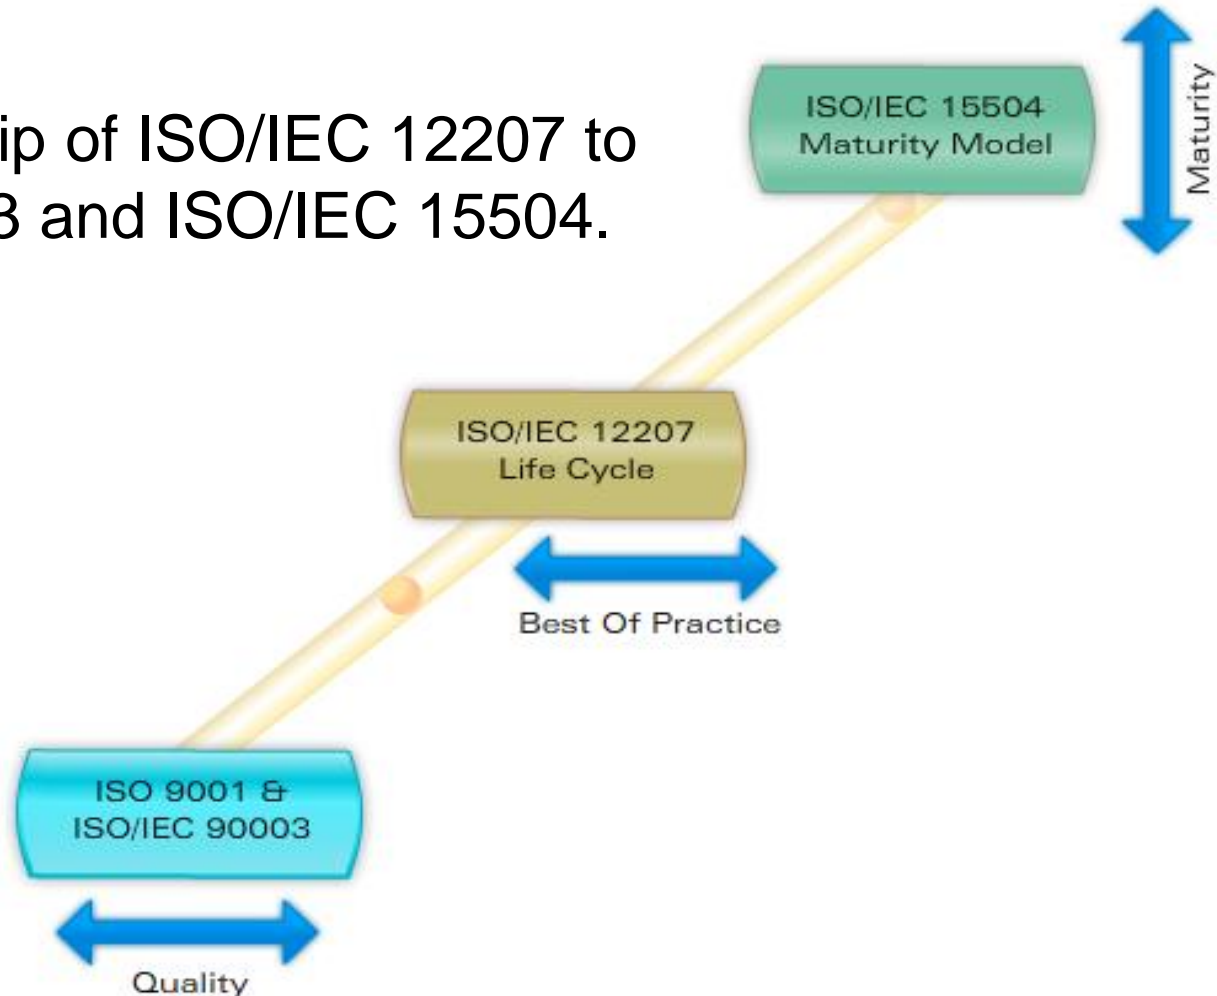 ip of ISO/IEC 12207 to
3 and ISO/IEC 15504.
ISO/IEC 15504
Maturity Model
Maturity
ISO/IEC 12207
Life Cycle
Best Of Practice
ISO 9001 &
ISO/IEC 90003
Quality